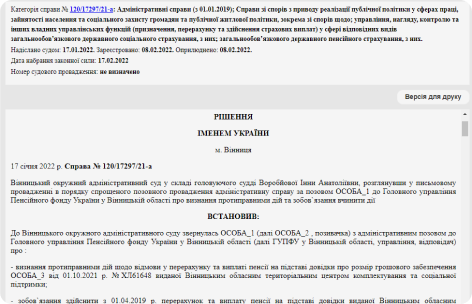 Категорія справи № 120/17297/21-а: Адміністративні справи (з 01.01.2019); Справи зі спорів з приводу реалізації публічної політики у сферах праці,
зайнятості населення та соціального захисту громадян та публічної житлової політики, зокрема зі спорів щодо; управління, нагляду, контролю та
інших владних управлінських функцій (призначення, перерахунку та здійснення страхових виплат) у сфері відповідних видів
загальнообов’язкового державного соціального страхування, з них; загальнообов’язкового державного пенсійного страхування, з них.
Надіслано судом: 17.01.2022. Зареєстровано: 08.02.2022. Оприлюднено: 08.02.2022.
Дата набрання законної сили: 17.02.2022
Номер судового провадження: не визначено
Версія для друку
РІШЕННЯ
ІМЕНЕМ УКРАЇНИ
м. Вінниця
17 січня 2022 р. Справа № 120/17297/21-а
Вінницький окружний адміністративний суд у складі головуючого судді Воробйової Інни Анатоліївни, розглянувши у письмовому
провадженні в порядку спрощеного позовного провадження адміністративну справу за позовом ОСОБА_1 до Головного управління
Пенсійного фонду України у Вінницькій області про визнання протиправними дій та зобов`язання вчинити дії
ВСТАНОВИВ:
До Вінницького окружного адміністративного суду звернулась ОСОБА_1 (далі ОСОБА_2 , позивачка) з адміністративним позовом до
Головного управління Пенсійного фонду України у Вінницькій області (далі ГУПФУ у Вінницькій області, управління, відповідач)
про :
- визнання протиправними дій щодо відмови у перерахунку та виплаті пенсії на підставі довідки про розмір грошового забезпечення
ОСОБА_3 від 01.10.2021 р. №ХЛ61648 виданої Вінницьким обласним територіальним центром комплектування та соціальної
підтримки;
- зобов`язання здійснити з 01.04.2019 р. перерахунок та виплату пенсії на підставі довідки виданої Вінницьким обласним